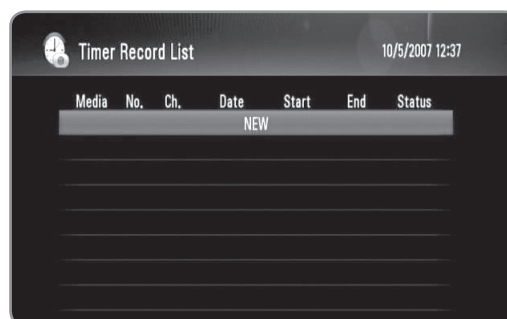 Timer Record List 10/5/2007 12:37
Media No. Ch. Date Start End Status
NEW